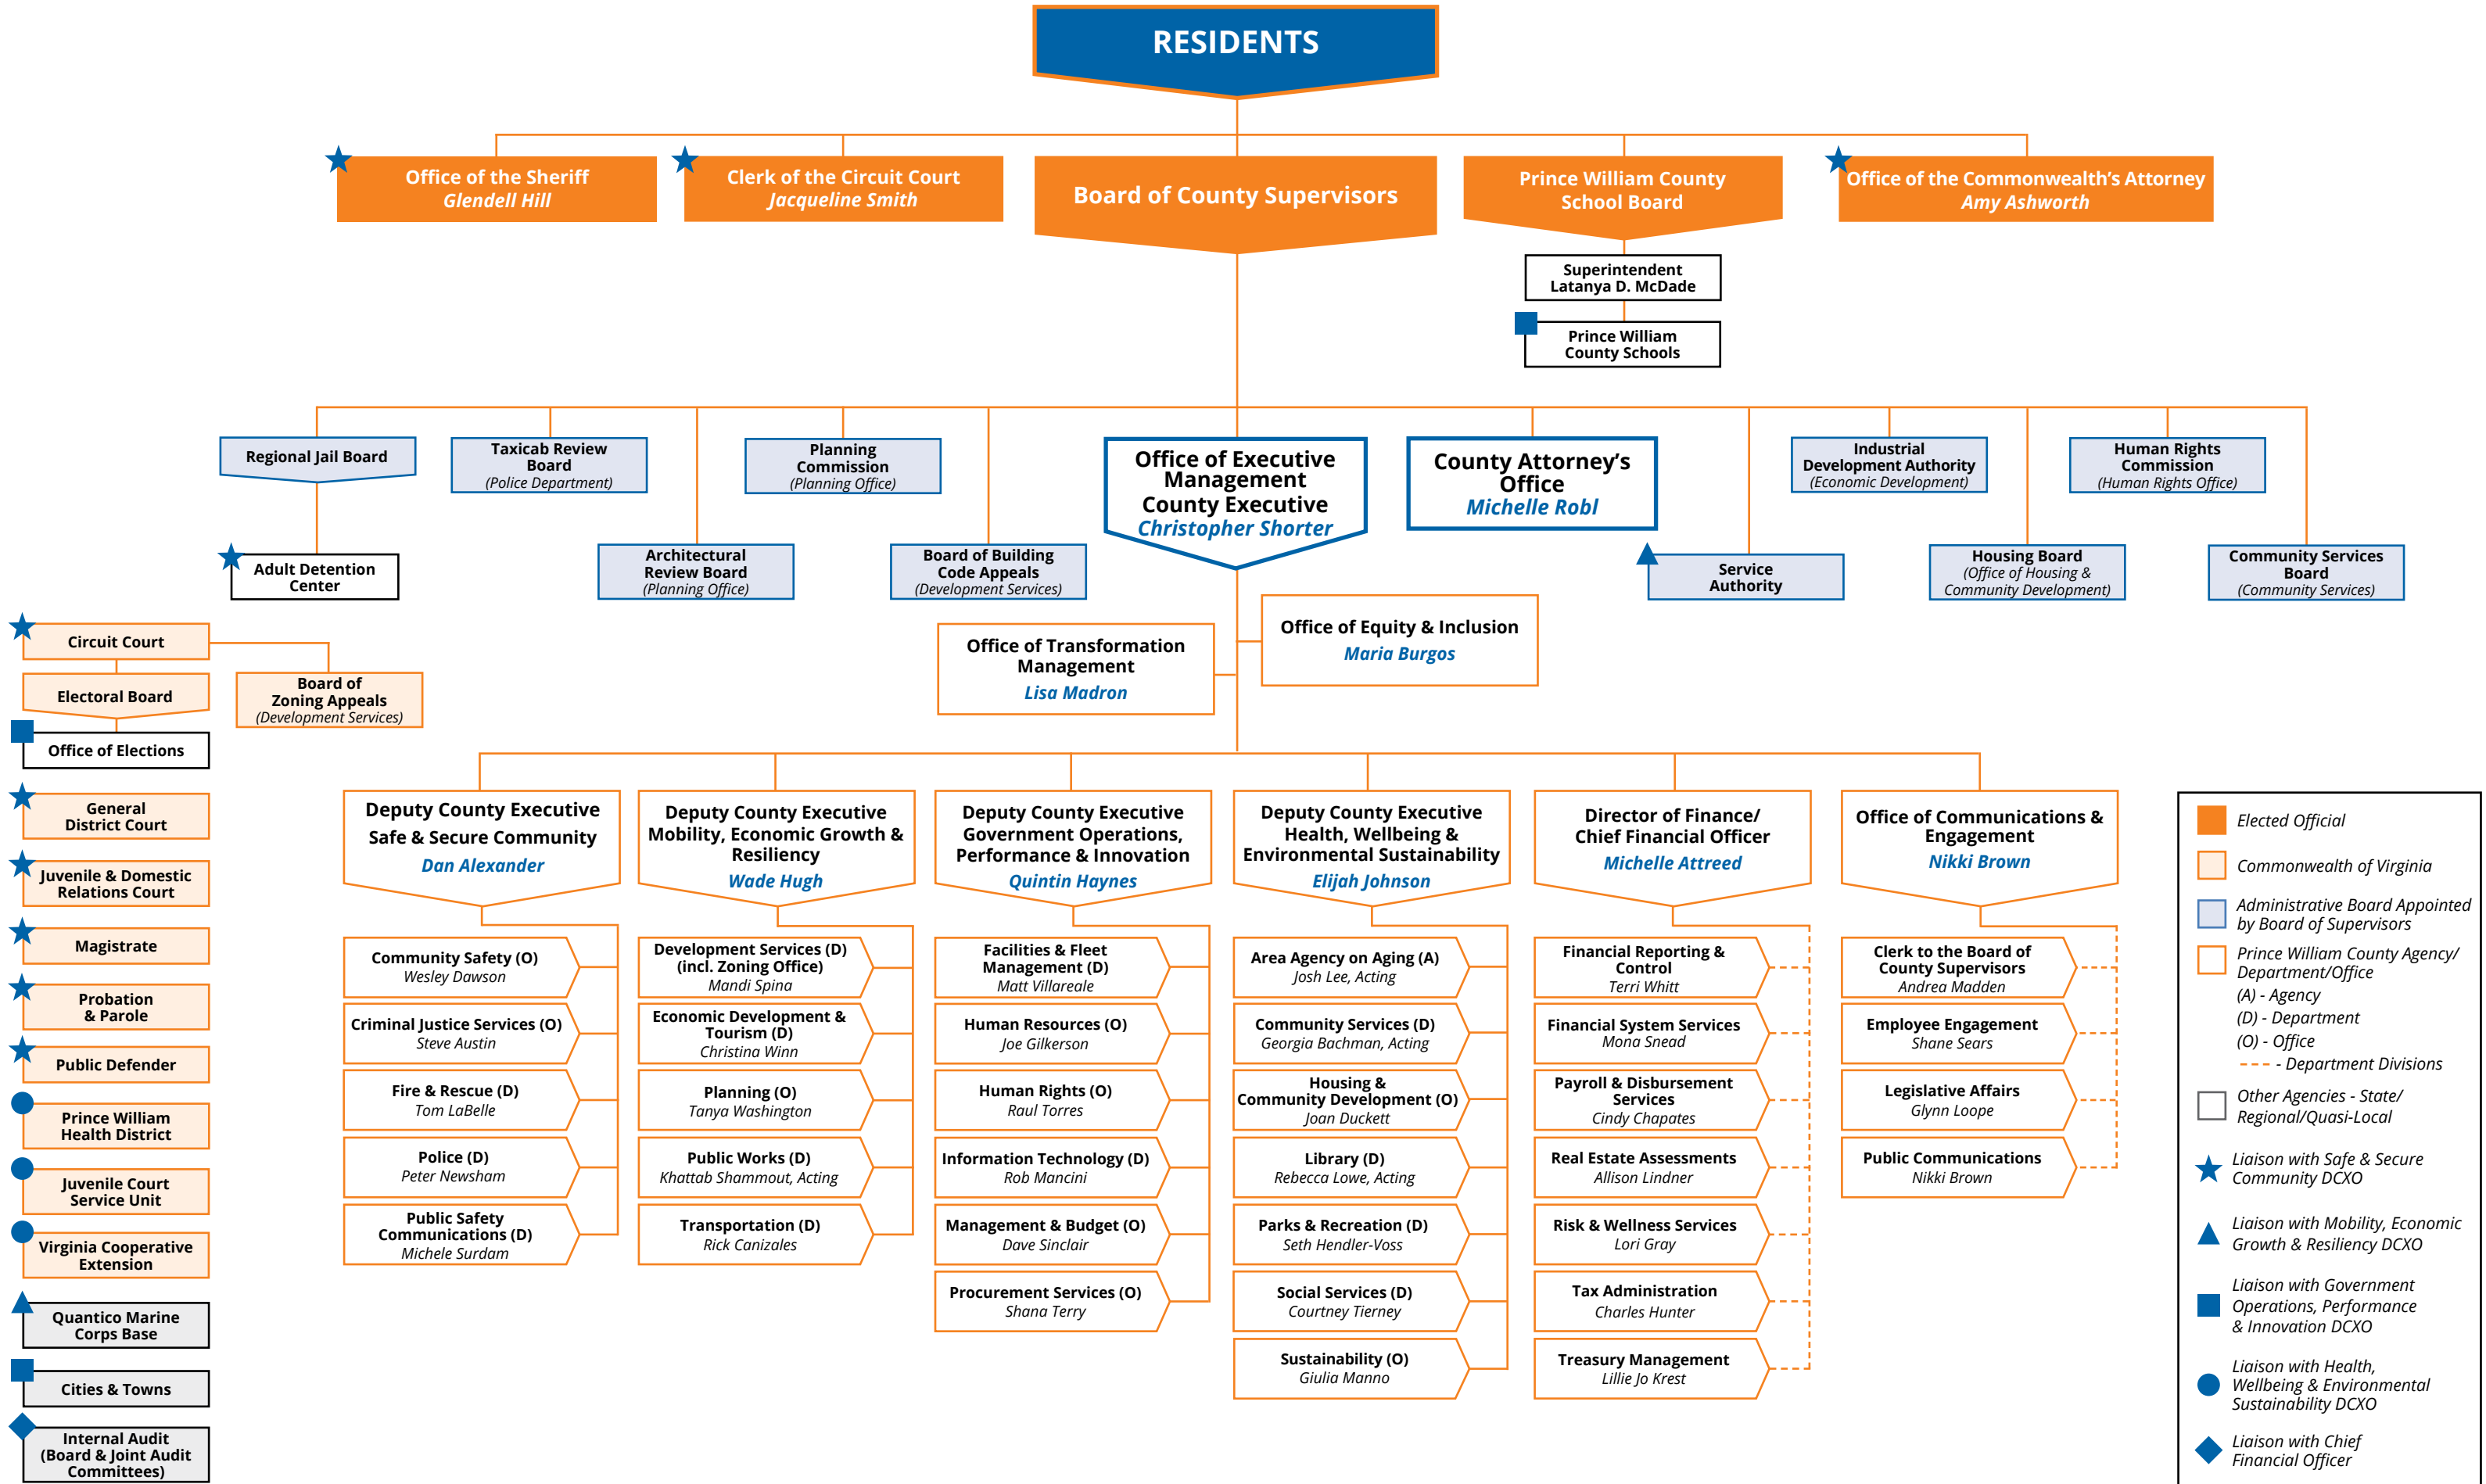 RESIDENTS
Office of the Sheriff
Glendell Hill
Clerk of the Circuit Court
Jacqueline Smith
Board of County Supervisors
Prince William County
School Board
Office of the Commonwealth’s Attorney
Amy Ashworth
Superintendent
Latanya D. McDade
Prince William
County Schools
Regional Jail Board
Taxicab Review
Board
(Police Department)
Planning
Commission
(Planning Office)
Office of Executive
Management
County Executive
Christopher Shorter
County Attorney’s
Office
Michelle Robl
Industrial
Development Authority
(Economic Development)
Human Rights
Commission
(Human Rights Office)
Adult Detention
Center
Architectural
Review Board
(Planning Office)
Board of Building
Code Appeals
(Development Services)
Service
Authority
Housing Board
(Office of Housing &
Community Development)
Community Services
Board
(Community Services)
Office of Transformation
Management
Lisa Madron
Office of Equity & Inclusion
Maria Burgos
Circuit Court
Electoral Board
Board of
Zoning Appeals
(Development Services)
Office of Elections
General
District Court
Juvenile & Domestic
Relations Court
Magistrate
Probation
& Parole
Public Defender
Prince William
Health District
Juvenile Court
Service Unit
Virginia Cooperative
Extension
Quantico Marine
Corps Base
Cities & Towns
Internal Audit
(Board & Joint Audit
Committees)
Deputy County Executive
Safe & Secure Community
Dan Alexander
Community Safety (O)
Wesley Dawson
Criminal Justice Services (O)
Steve Austin
Fire & Rescue (D)
Tom LaBelle
Police (D)
Peter Newsham
Public Safety
Communications (D)
Michele Surdam
Deputy County Executive
Mobility, Economic Growth &
Resiliency
Wade Hugh
Development Services (D)
(incl. Zoning Office)
Mandi Spina
Economic Development &
Tourism (D)
Christina Winn
Planning (O)
Tanya Washington
Public Works (D)
Khattab Shammout, Acting
Transportation (D)
Rick Canizales
Deputy County Executive
Government Operations,
Performance & Innovation
Quintin Haynes
Facilities & Fleet
Management (D)
Matt Villareale
Human Resources (O)
Joe Gilkerson
Human Rights (O)
Raul Torres
Information Technology (D)
Rob Mancini
Management & Budget (O)
Dave Sinclair
Procurement Services (O)
Shana Terry
Deputy County Executive
Health, Wellbeing &
Environmental Sustainability
Elijah Johnson
Area Agency on Aging (A)
Josh Lee, Acting
Community Services (D)
Georgia Bachman, Acting
Housing &
Community Development (O)
Joan Duckett
Library (D)
Rebecca Lowe, Acting
Parks & Recreation (D)
Seth Hendler-Voss
Social Services (D)
Courtney Tierney
Sustainability (O)
Giulia Manno
Director of Finance/
Chief Financial Officer
Michelle Attreed
Financial Reporting &
Control
Terri Whitt
Financial System Services
Mona Snead
Payroll & Disbursement
Services
Cindy Chapates
Real Estate Assessments
Allison Lindner
Risk & Wellness Services
Lori Gray
Tax Administration
Charles Hunter
Treasury Management
Lillie Jo Krest
Office of Communications &
Engagement
Nikki Brown
Clerk to the Board of
County Supervisors
Andrea Madden
Employee Engagement
Shane Sears
Legislative Affairs
Glynn Loope
Public Communications
Nikki Brown
Elected Official
Commonwealth of Virginia
Administrative Board Appointed
by Board of Supervisors
Prince William County Agency/
Department/Office
(A) - Agency
(D) - Department
(O) - Office
- Department Divisions
Other Agencies - State/
Regional/Quasi-Local
Liaison with Safe & Secure
Community DCXO
Liaison with Mobility, Economic
Growth & Resiliency DCXO
Liaison with Government
Operations, Performance
& Innovation DCXO
Liaison with Health,
Wellbeing & Environmental
Sustainability DCXO
Liaison with Chief
Financial Officer